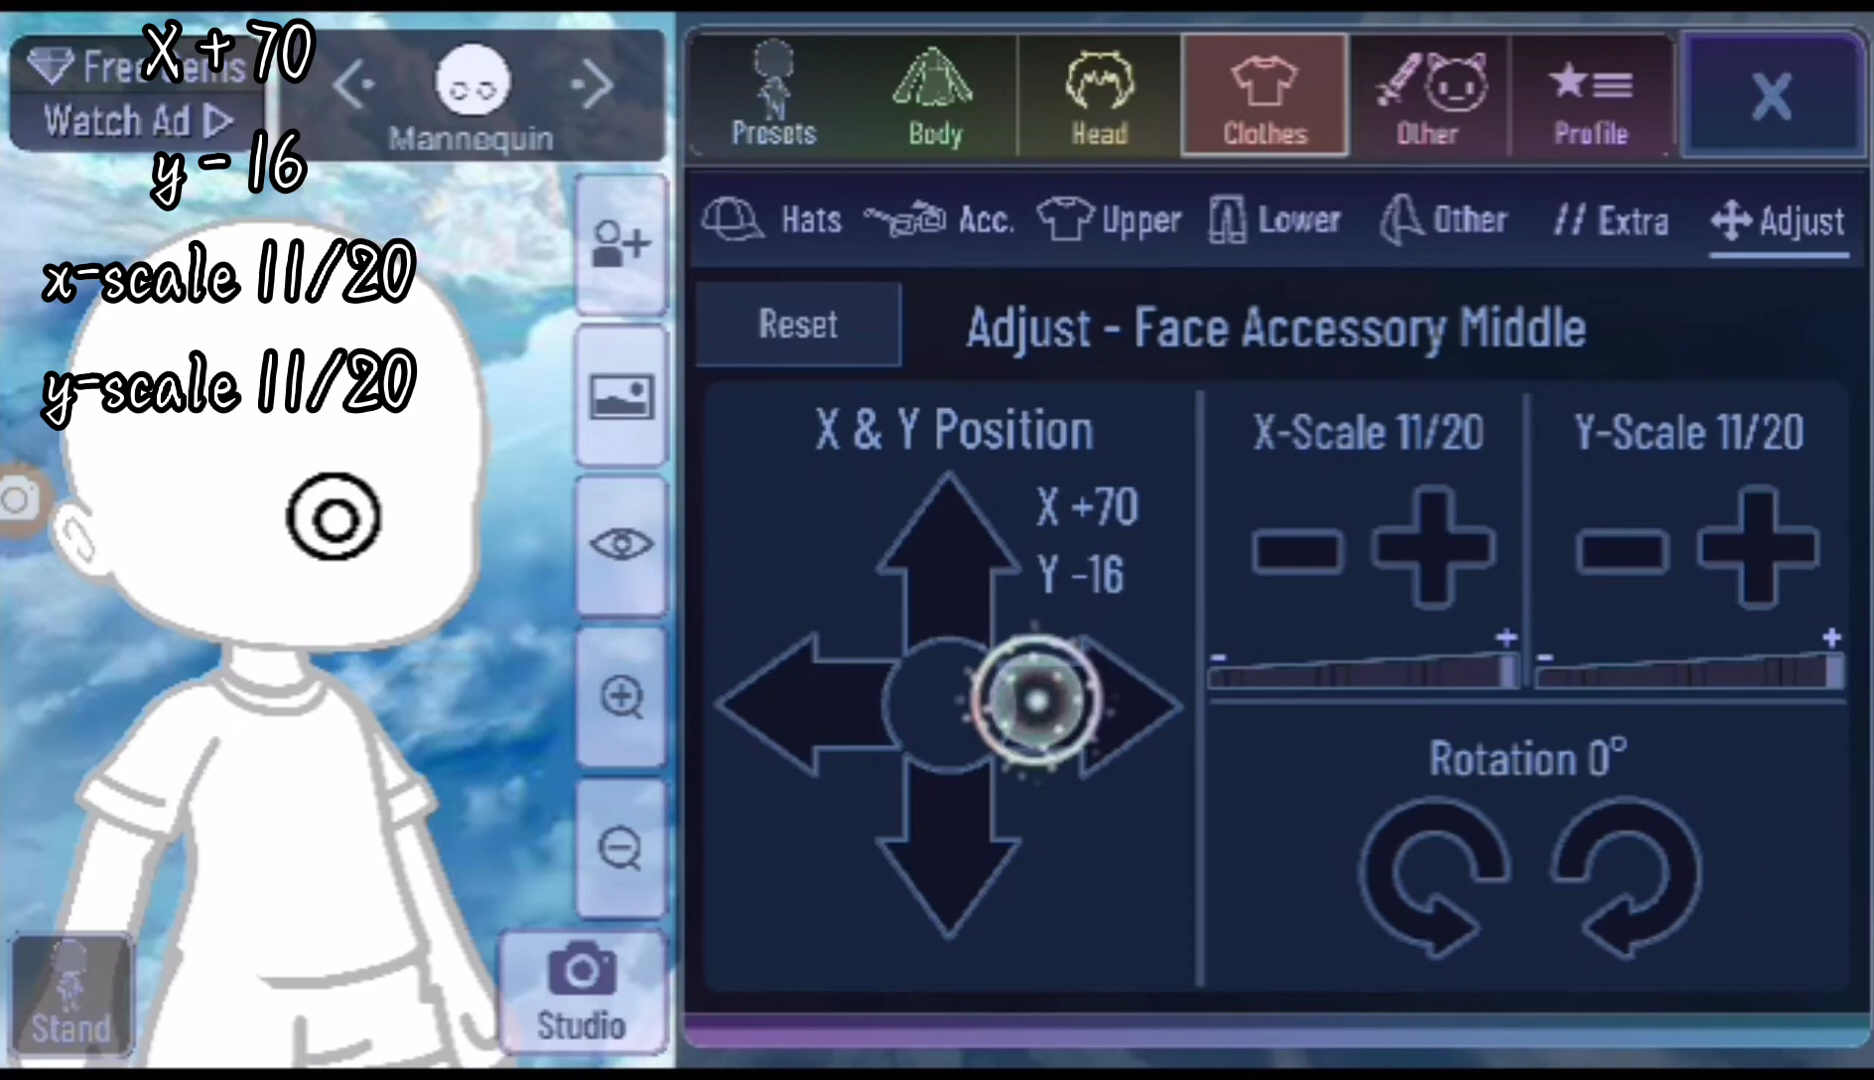 X + 70
Free Gems
Watch Ad
y - 16
x-scale 11/20
y-scale 11/20
Mannequin
Stand
Studio
Presets
Body
Head
Clothes
Other
Profile
X
Hats
Acc.
Upper
Lower
Other
// Extra
Adjust
Reset
Adjust - Face Accessory Middle
X & Y Position
X +70
Y -16
X-Scale 11/20
Y-Scale 11/20
- +
- +
Rotation 0°